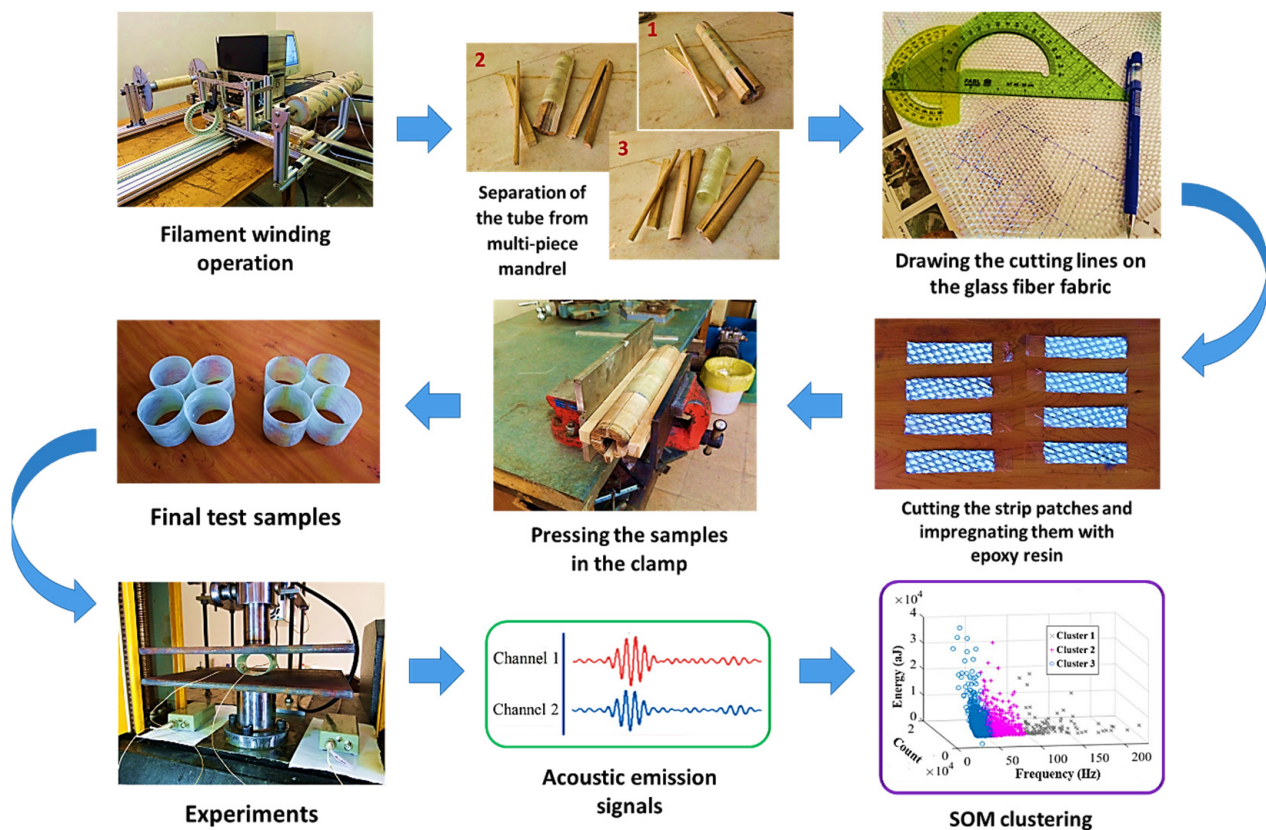 Filament winding
operation
2
1
3
Separation of
the tube from
multi-piece
mandrel
Drawing the cutting lines on
the glass fiber fabric
Final test samples
Pressing the samples
in the clamp
Cutting the strip patches and
impregnating them with
epoxy resin
Experiments
Channel 1
Channel 2
Acoustic emission
signals
×10⁴
4
3
2
1
0
Energy (aJ)
× Cluster 1
+ Cluster 2
○ Cluster 3
2
0
Count
×10⁴
0
50
100
150
200
Frequency (Hz)
SOM clustering